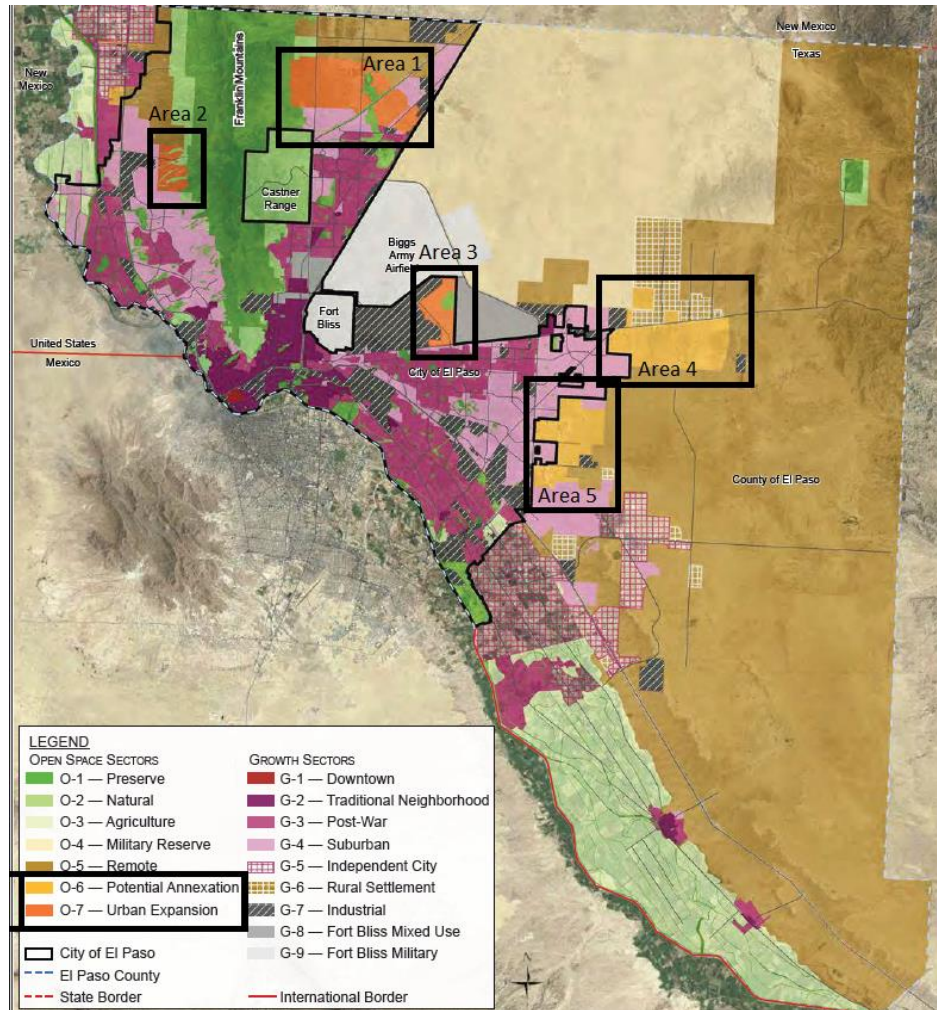 New Mexico
Texas
New
Mexico
Franklin Mountains
Area 1
Area 2
Castner
Range
Biggs
Army
Airfield
Area 3
Fort
Bliss
United States
Mexico
City of El Paso
Area 4
Area 5
County of El Paso
LEGEND
OPEN SPACE SECTORS
O-1 — Preserve
O-2 — Natural
O-3 — Agriculture
O-4 — Military Reserve
O-5 — Remote
O-6 — Potential Annexation
O-7 — Urban Expansion
City of El Paso
El Paso County
State Border
GROWTH SECTORS
G-1 — Downtown
G-2 — Traditional Neighborhood
G-3 — Post-War
G-4 — Suburban
G-5 — Independent City
G-6 — Rural Settlement
G-7 — Industrial
G-8 — Fort Bliss Mixed Use
G-9 — Fort Bliss Military
International Border